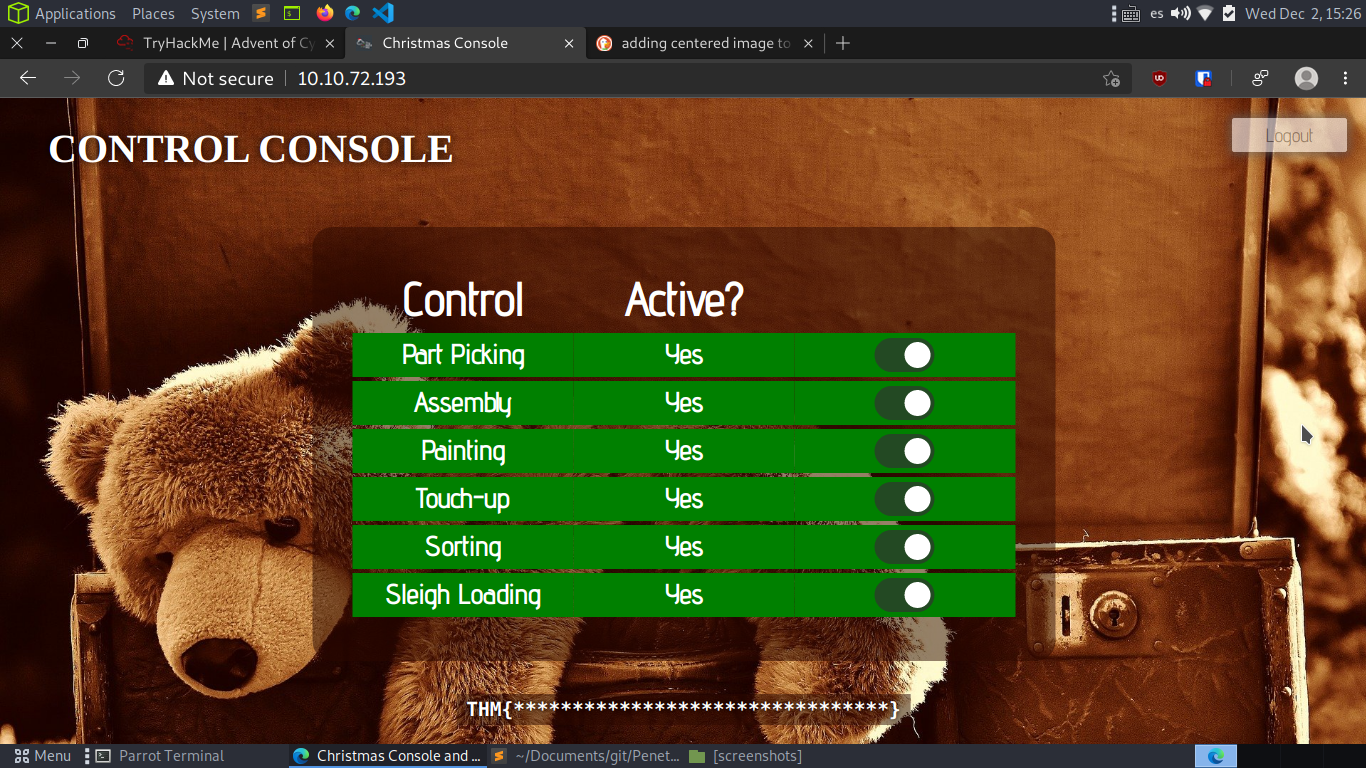 Applications Places System es Wed Dec 2, 15:26
TryHackMe | Advent of Cy Christmas Console adding centered image to
Not secure 10.10.72.193
CONTROL CONSOLE
Logout
Control Active?
Part Picking Yes
Assembly Yes
Painting Yes
Touch-up Yes
Sorting Yes
Sleigh Loading Yes
THM{********************************}
Menu Parrot Terminal Christmas Console and ... ~/Documents/git/Penet... [screenshots]